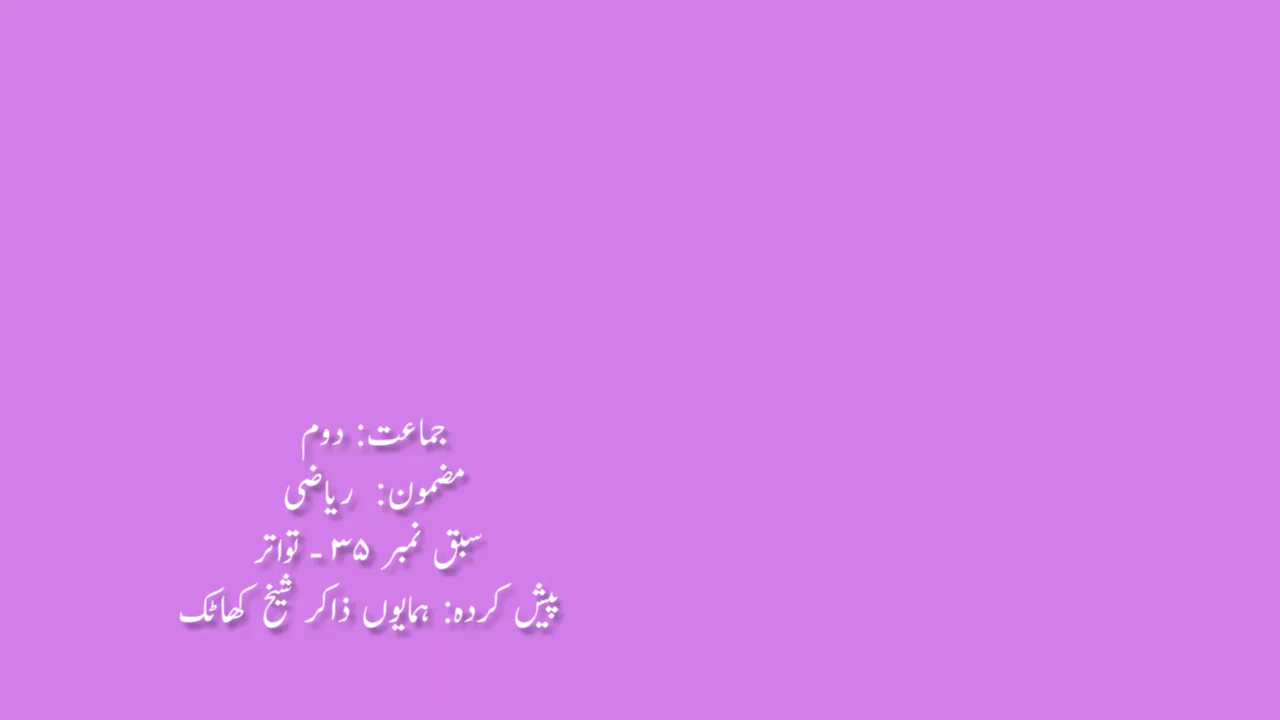 جماعت: دوم
مضمون: ریاضی
سبق نمبر ۳۵ ۔ تواتر
پیش کردہ: ہمایوں ذاکر شیخ کھاٹک